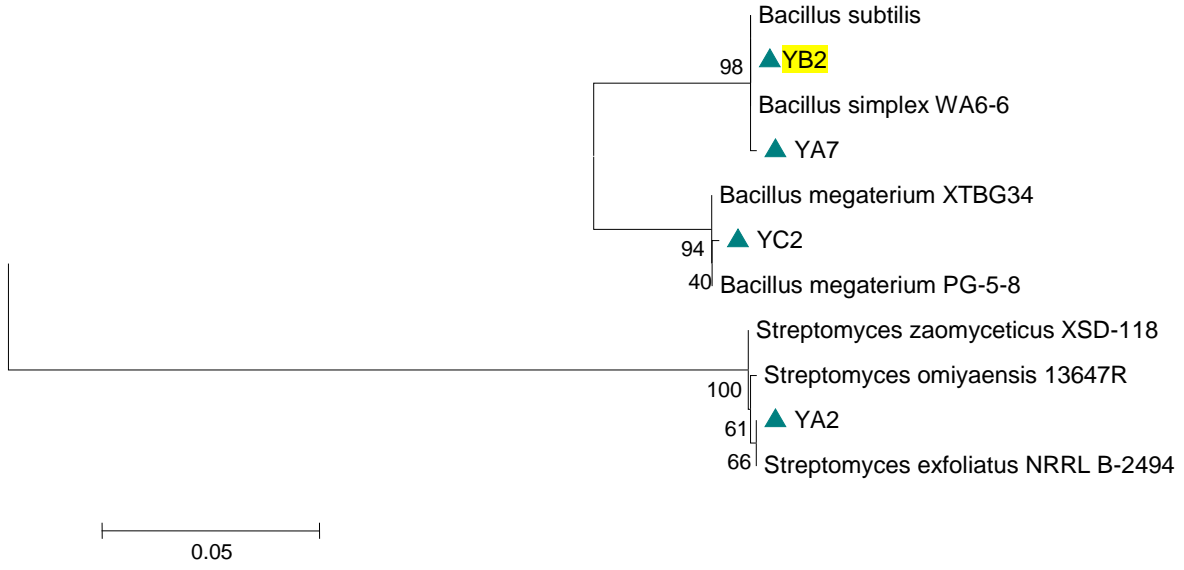 Bacillus subtilis
98
YB2
Bacillus simplex WA6-6
YA7
Bacillus megaterium XTBG34
YC2
94
40
Bacillus megaterium PG-5-8
Streptomyces zaomyceticus XSD-118
Streptomyces omiyaensis 13647R
100
YA2
61
66
Streptomyces exfoliatus NRRL B-2494
0.05